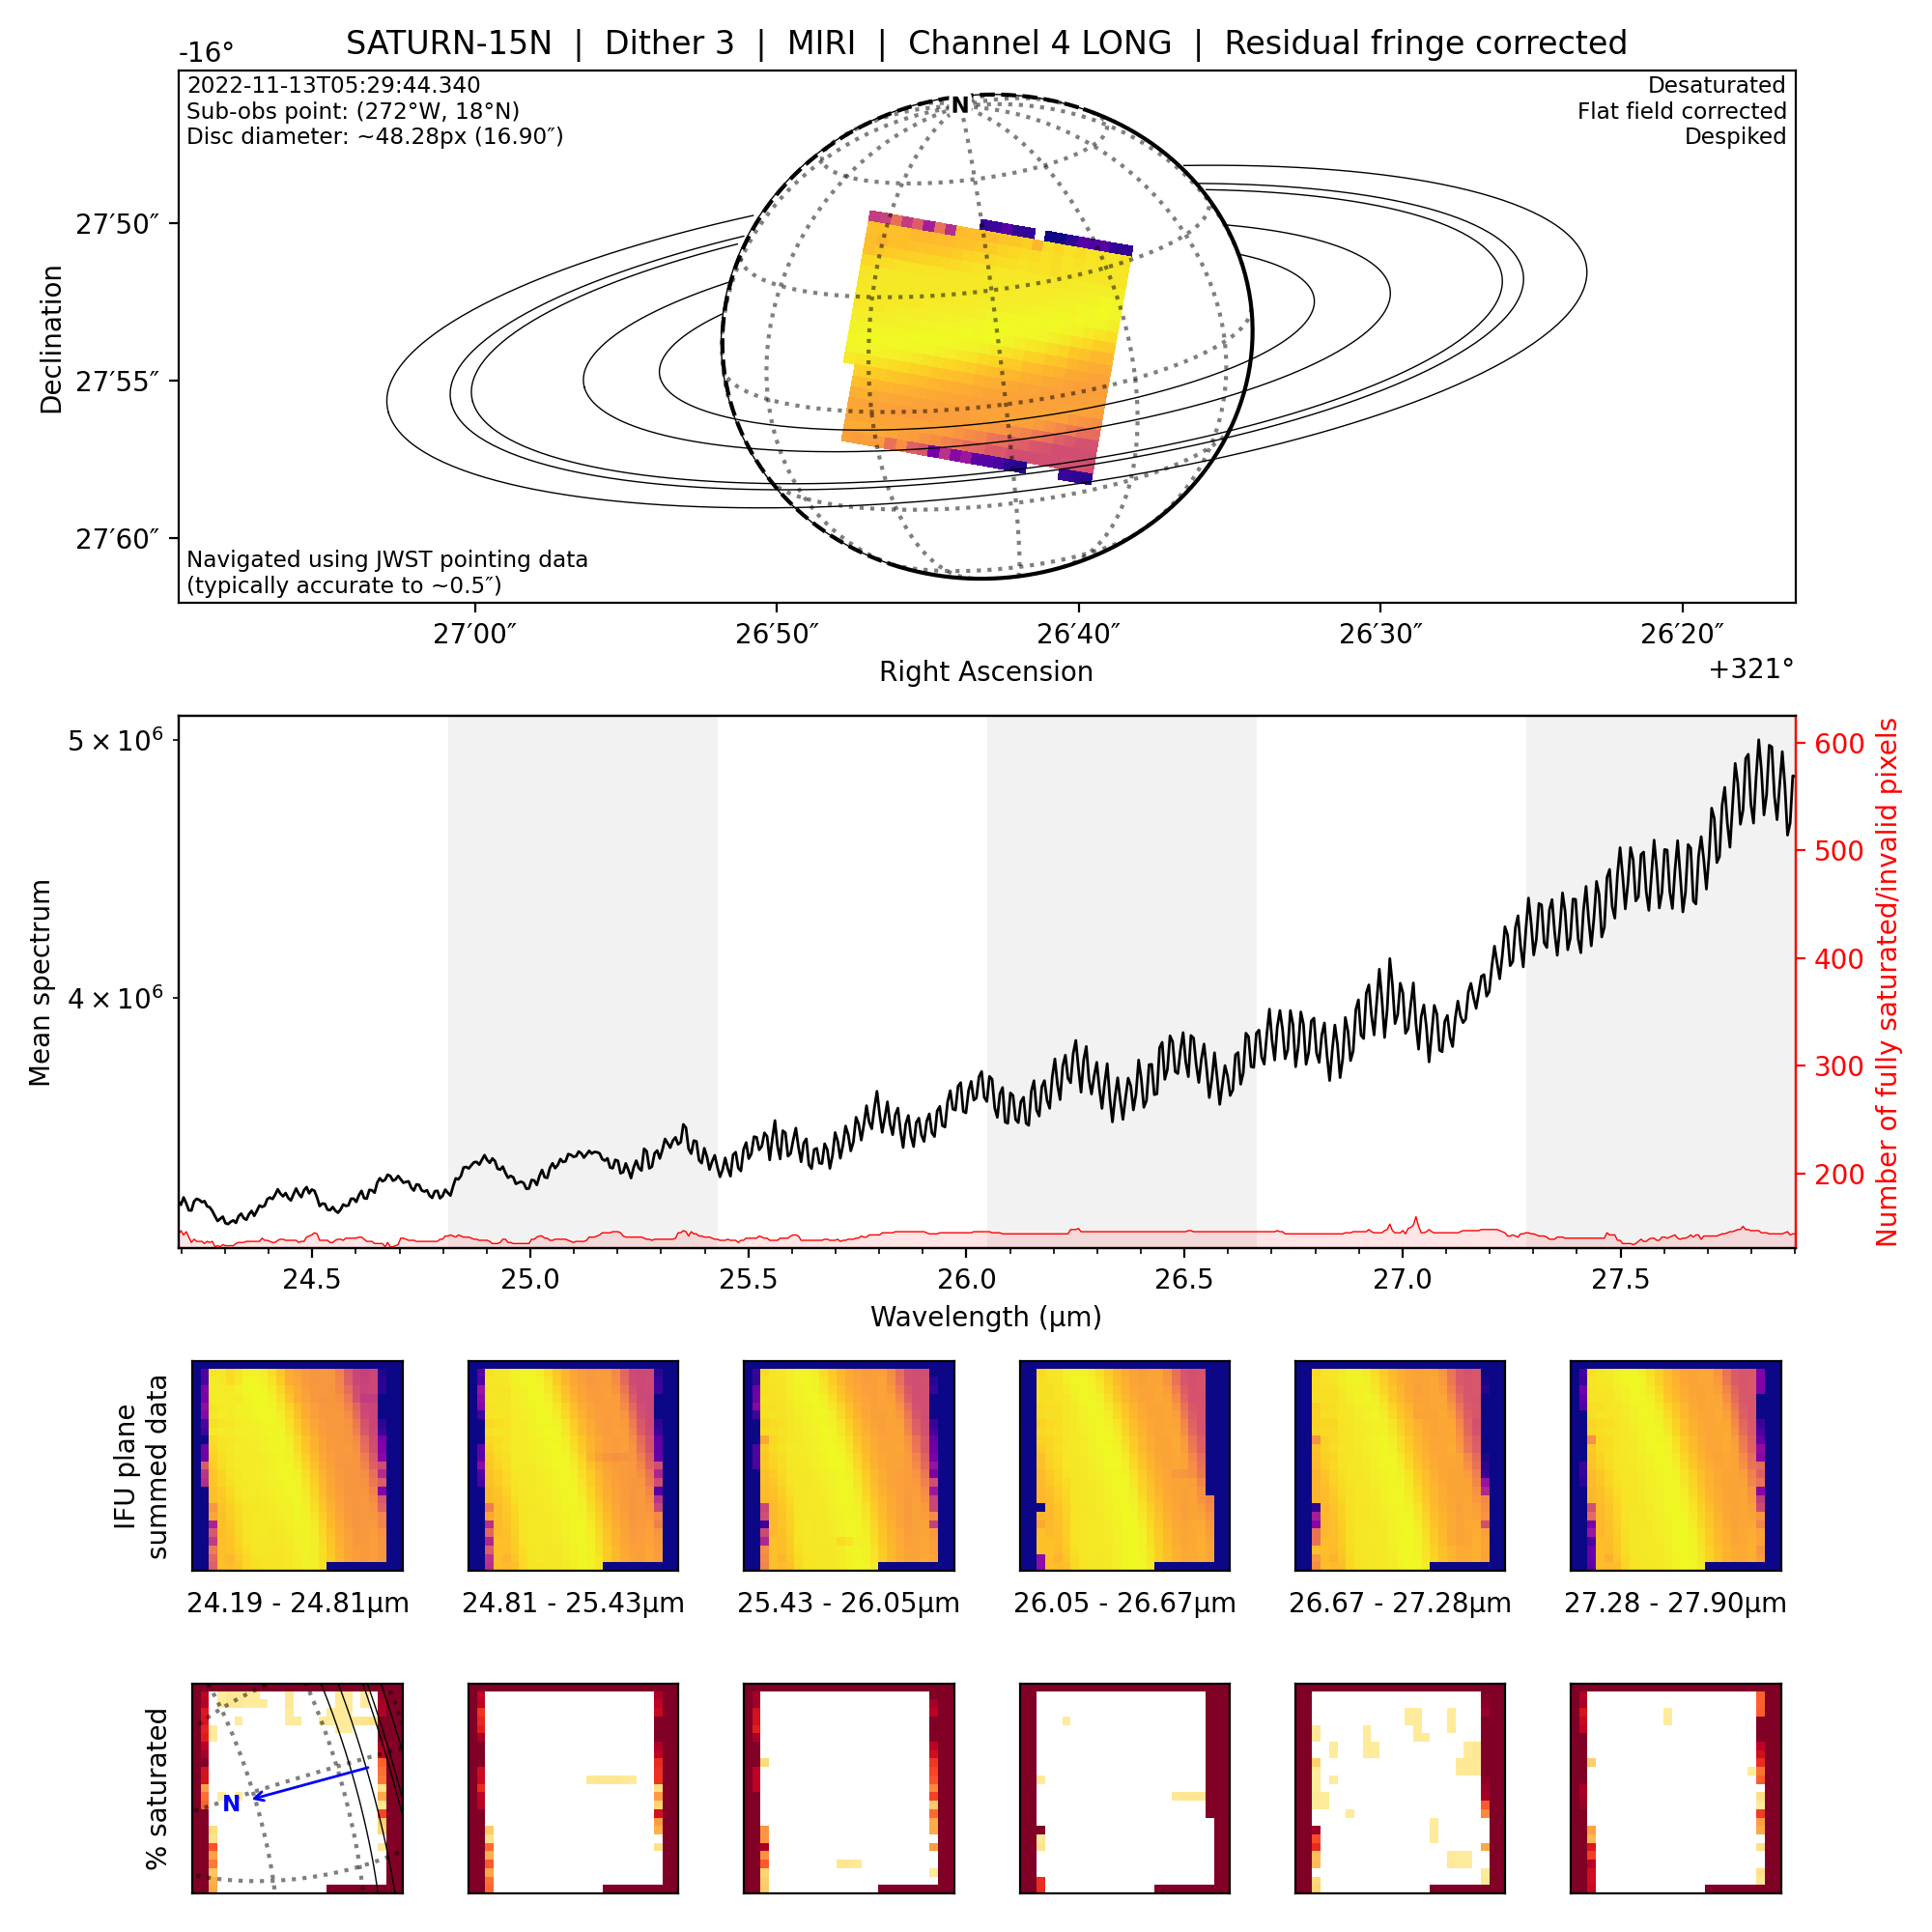 SATURN-15N | Dither 3 | MIRI | Channel 4 LONG | Residual fringe corrected
-16°
2022-11-13T05:29:44.340
Sub-obs point: (272°W, 18°N)
Disc diameter: ~48.28px (16.90″)
Desaturated
Flat field corrected
Despiked
N
Declination
27′50″
27′55″
27′60″
Navigated using JWST pointing data
(typically accurate to ~0.5″)
27′00″ 26′50″ 26′40″ 26′30″ 26′20″
Right Ascension
+321°
Mean spectrum
5 × 10⁶
4 × 10⁶
600
500
400
300
200
Number of fully saturated/invalid pixels
24.5 25.0 25.5 26.0 26.5 27.0 27.5
Wavelength (µm)
IFU plane
summed data
24.19 - 24.81µm 24.81 - 25.43µm 25.43 - 26.05µm 26.05 - 26.67µm 26.67 - 27.28µm 27.28 - 27.90µm
% saturated
N